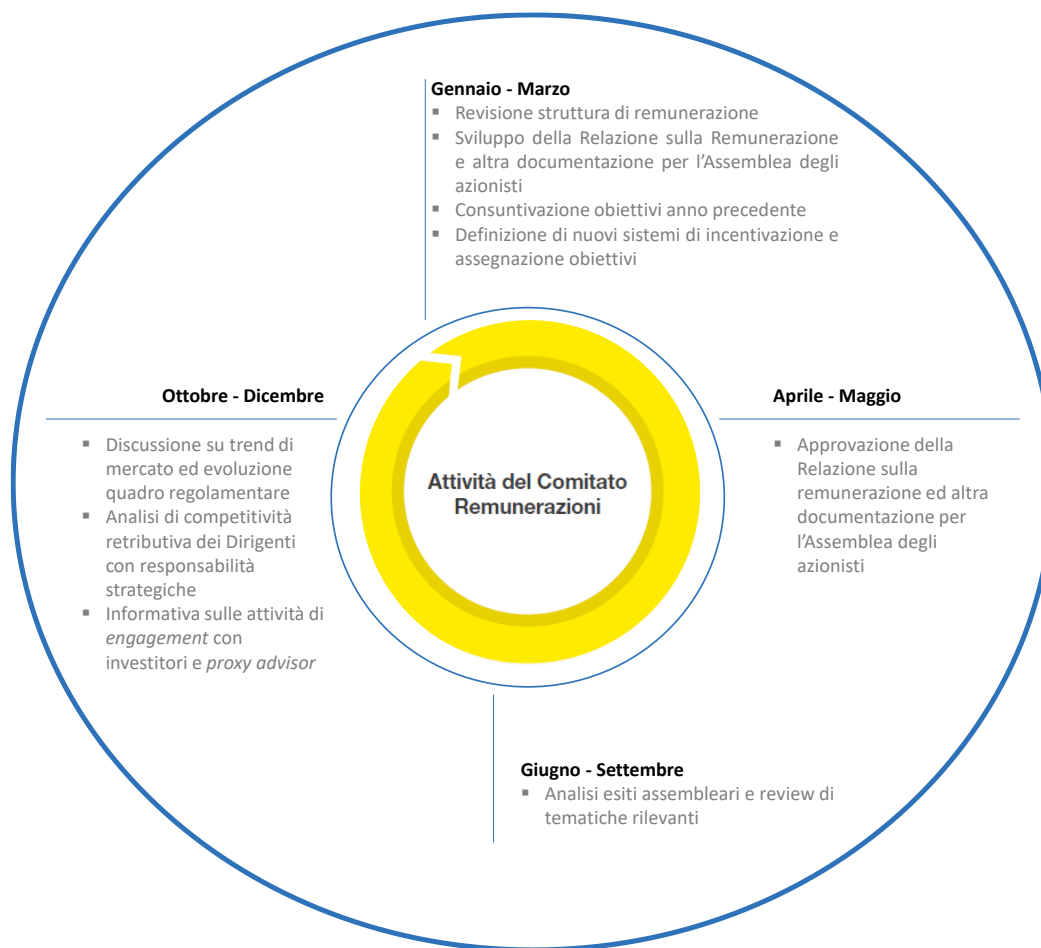 Gennaio - Marzo
▪ Revisione struttura di remunerazione
▪ Sviluppo della Relazione sulla Remunerazione
e altra documentazione per l'Assemblea degli
azionisti
▪ Consuntivazione obiettivi anno precedente
▪ Definizione di nuovi sistemi di incentivazione e
assegnazione obiettivi
Ottobre - Dicembre
▪ Discussione su trend di
mercato ed evoluzione
quadro regolamentare
▪ Analisi di competitività
retributiva dei Dirigenti
con responsabilità
strategiche
▪ Informativa sulle attività di
engagement con
investitori e proxy advisor
Attività del Comitato
Remunerazioni
Aprile - Maggio
▪ Approvazione della
Relazione sulla
remunerazione ed altra
documentazione per
l'Assemblea degli
azionisti
Giugno - Settembre
▪ Analisi esiti assembleari e review di
tematiche rilevanti